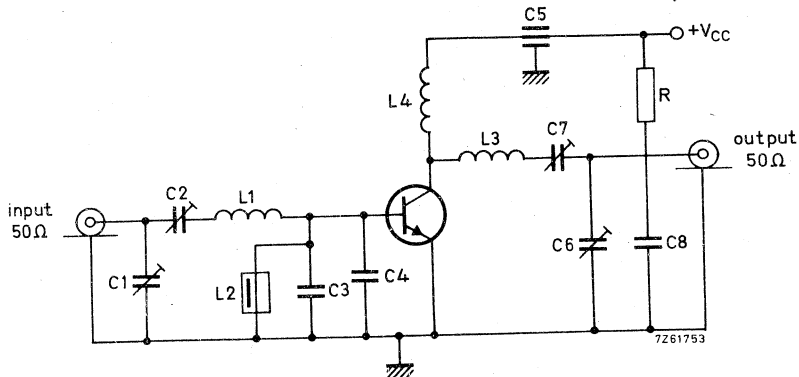 C5
+VCC
L4
R
L3
C7
output
50Ω
C2
L1
input
50Ω
C1
L2
C3
C4
C6
C8
7Z61753